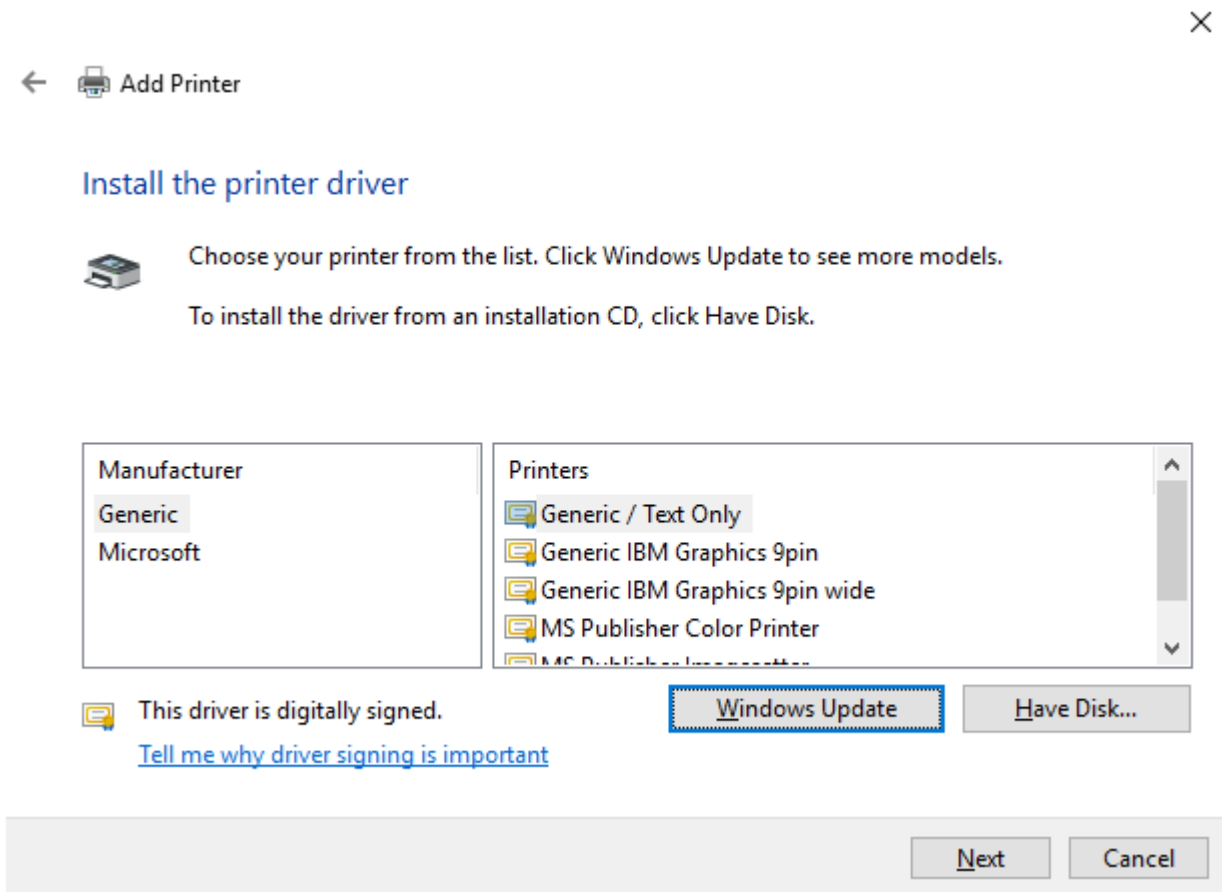 Add Printer
Install the printer driver
Choose your printer from the list. Click Windows Update to see more models.
To install the driver from an installation CD, click Have Disk.
Manufacturer
Generic
Microsoft
Printers
Generic / Text Only
Generic IBM Graphics 9pin
Generic IBM Graphics 9pin wide
MS Publisher Color Printer
MS Publisher Imagesetter
This driver is digitally signed.
Tell me why driver signing is important
Windows Update
Have Disk...
Next
Cancel